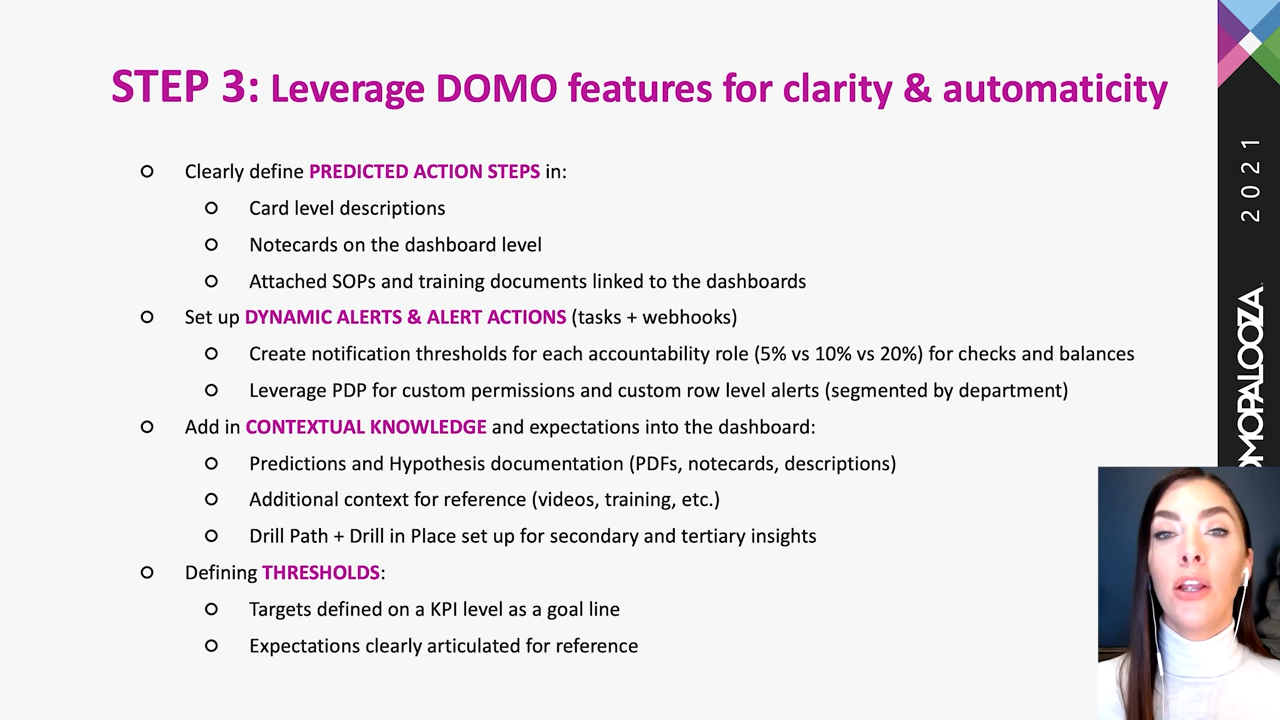 STEP 3: Leverage DOMO features for clarity & automaticity
Clearly define PREDICTED ACTION STEPS in:
Card level descriptions
Notecards on the dashboard level
Attached SOPs and training documents linked to the dashboards
Set up DYNAMIC ALERTS & ALERT ACTIONS (tasks + webhooks)
Create notification thresholds for each accountability role (5% vs 10% vs 20%) for checks and balances
Leverage PDP for custom permissions and custom row level alerts (segmented by department)
Add in CONTEXTUAL KNOWLEDGE and expectations into the dashboard:
Predictions and Hypothesis documentation (PDFs, notecards, descriptions)
Additional context for reference (videos, training, etc.)
Drill Path + Drill in Place set up for secondary and tertiary insights
Defining THRESHOLDS:
Targets defined on a KPI level as a goal line
Expectations clearly articulated for reference
OMOPALOOZA 2021